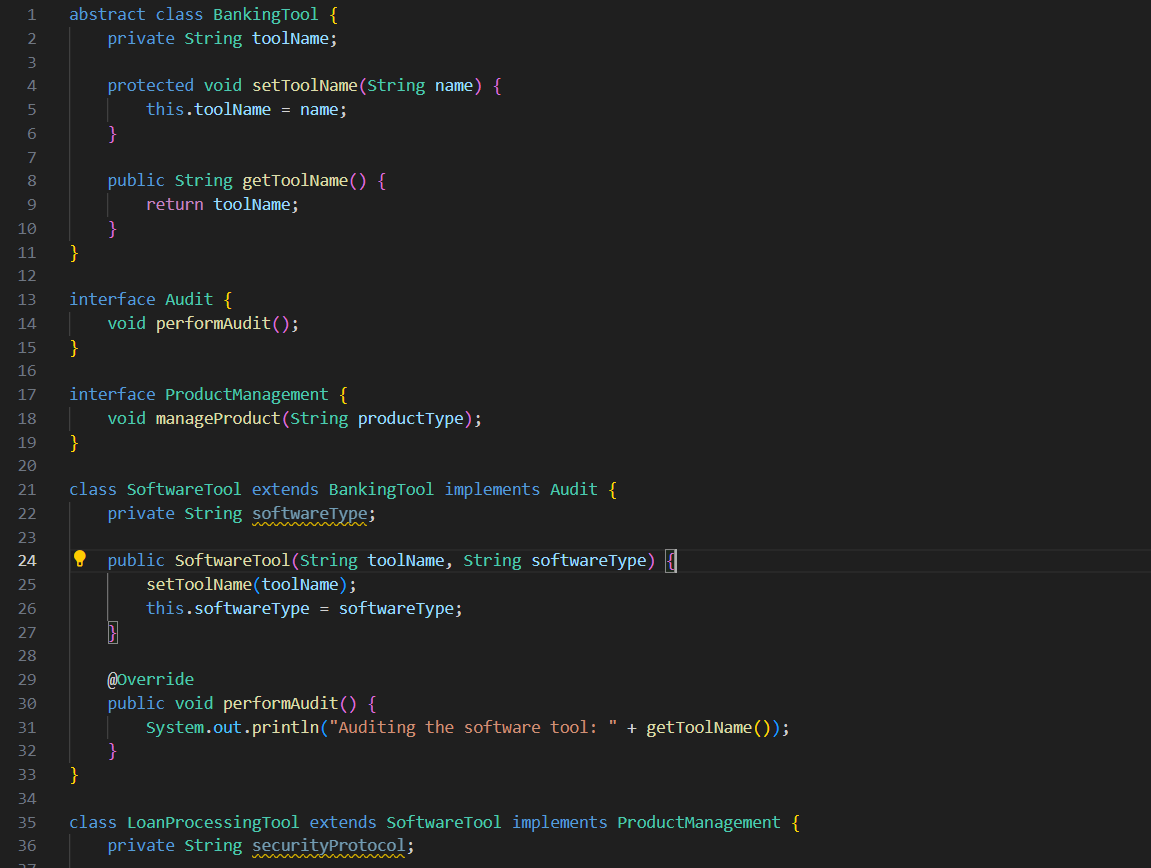 1 abstract class BankingTool {
2     private String toolName;
3
4     protected void setToolName(String name) {
5         this.toolName = name;
6     }
7
8     public String getToolName() {
9         return toolName;
10     }
11 }
12
13 interface Audit {
14     void performAudit();
15 }
16
17 interface ProductManagement {
18     void manageProduct(String productType);
19 }
20
21 class SoftwareTool extends BankingTool implements Audit {
22     private String softwareType;
23
24     public SoftwareTool(String toolName, String softwareType) {
25         setToolName(toolName);
26         this.softwareType = softwareType;
27     }
28
29     @Override
30     public void performAudit() {
31         System.out.println("Auditing the software tool: " + getToolName());
32     }
33 }
34
35 class LoanProcessingTool extends SoftwareTool implements ProductManagement {
36     private String securityProtocol;
37